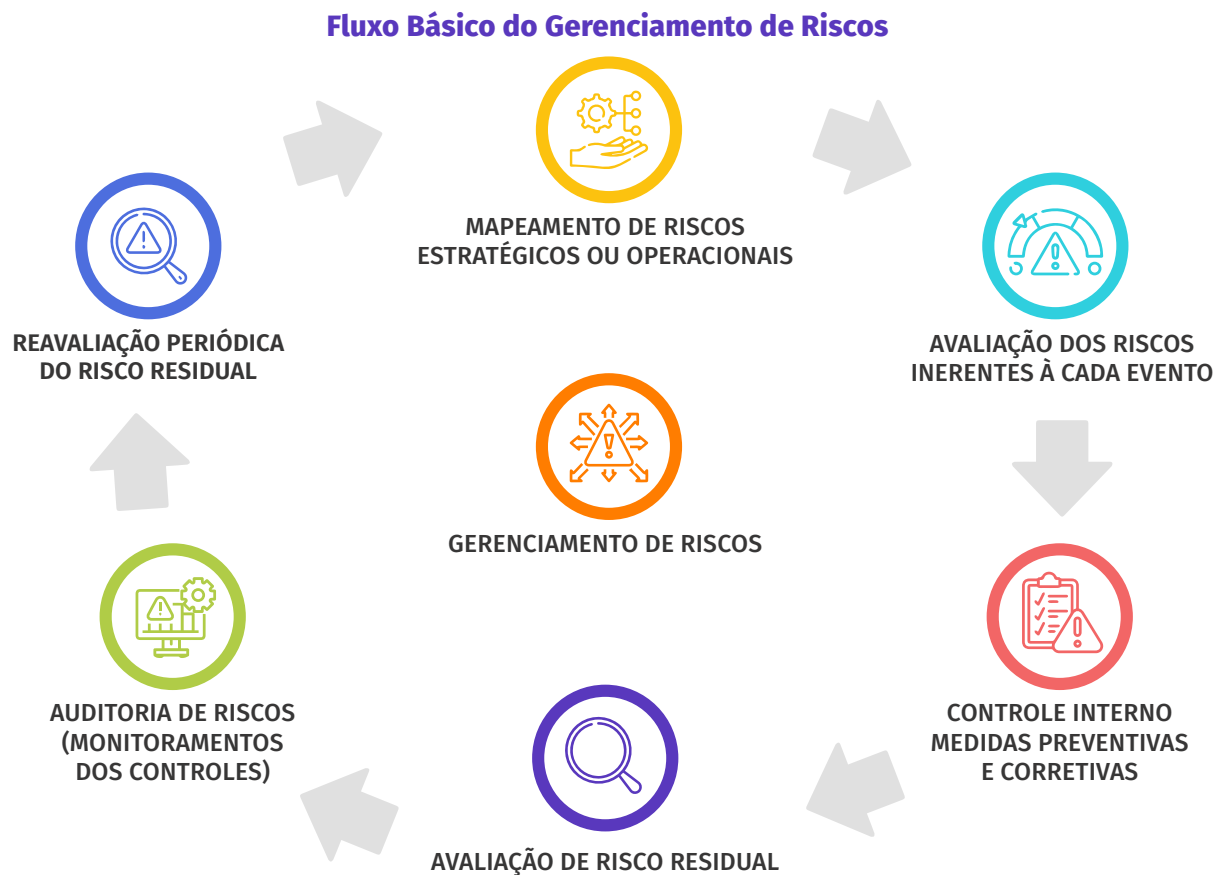 Fluxo Básico do Gerenciamento de Riscos
MAPEAMENTO DE RISCOS
ESTRATÉGICOS OU OPERACIONAIS
AVALIAÇÃO DOS RISCOS
INERENTES À CADA EVENTO
CONTROLE INTERNO
MEDIDAS PREVENTIVAS
E CORRETIVAS
AVALIAÇÃO DE RISCO RESIDUAL
AUDITORIA DE RISCOS
(MONITORAMENTOS
DOS CONTROLES)
REAVALIAÇÃO PERIÓDICA
DO RISCO RESIDUAL
GERENCIAMENTO DE RISCOS